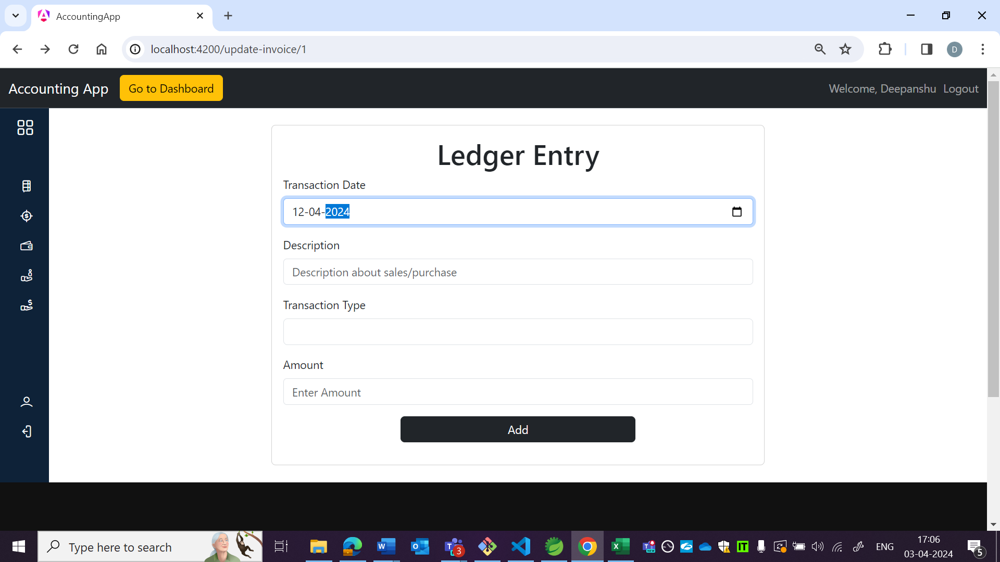 AccountingApp
localhost:4200/update-invoice/1
D
Accounting App
Go to Dashboard
Welcome, Deepanshu
Logout
Ledger Entry
Transaction Date
12-04-2024
Description
Description about sales/purchase
Transaction Type
Amount
Enter Amount
Add
Type here to search
3
ENG
17:06
03-04-2024
5